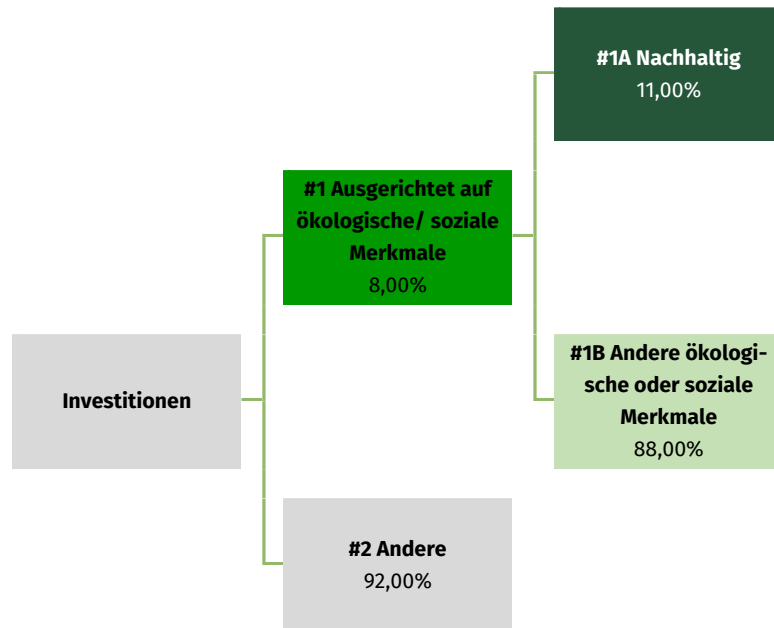 #1A Nachhaltig
11,00%
#1 Ausgerichtet auf
ökologische/ soziale
Merkmale
8,00%
#1B Andere ökologi-
sche oder soziale
Merkmale
88,00%
Investitionen
#2 Andere
92,00%